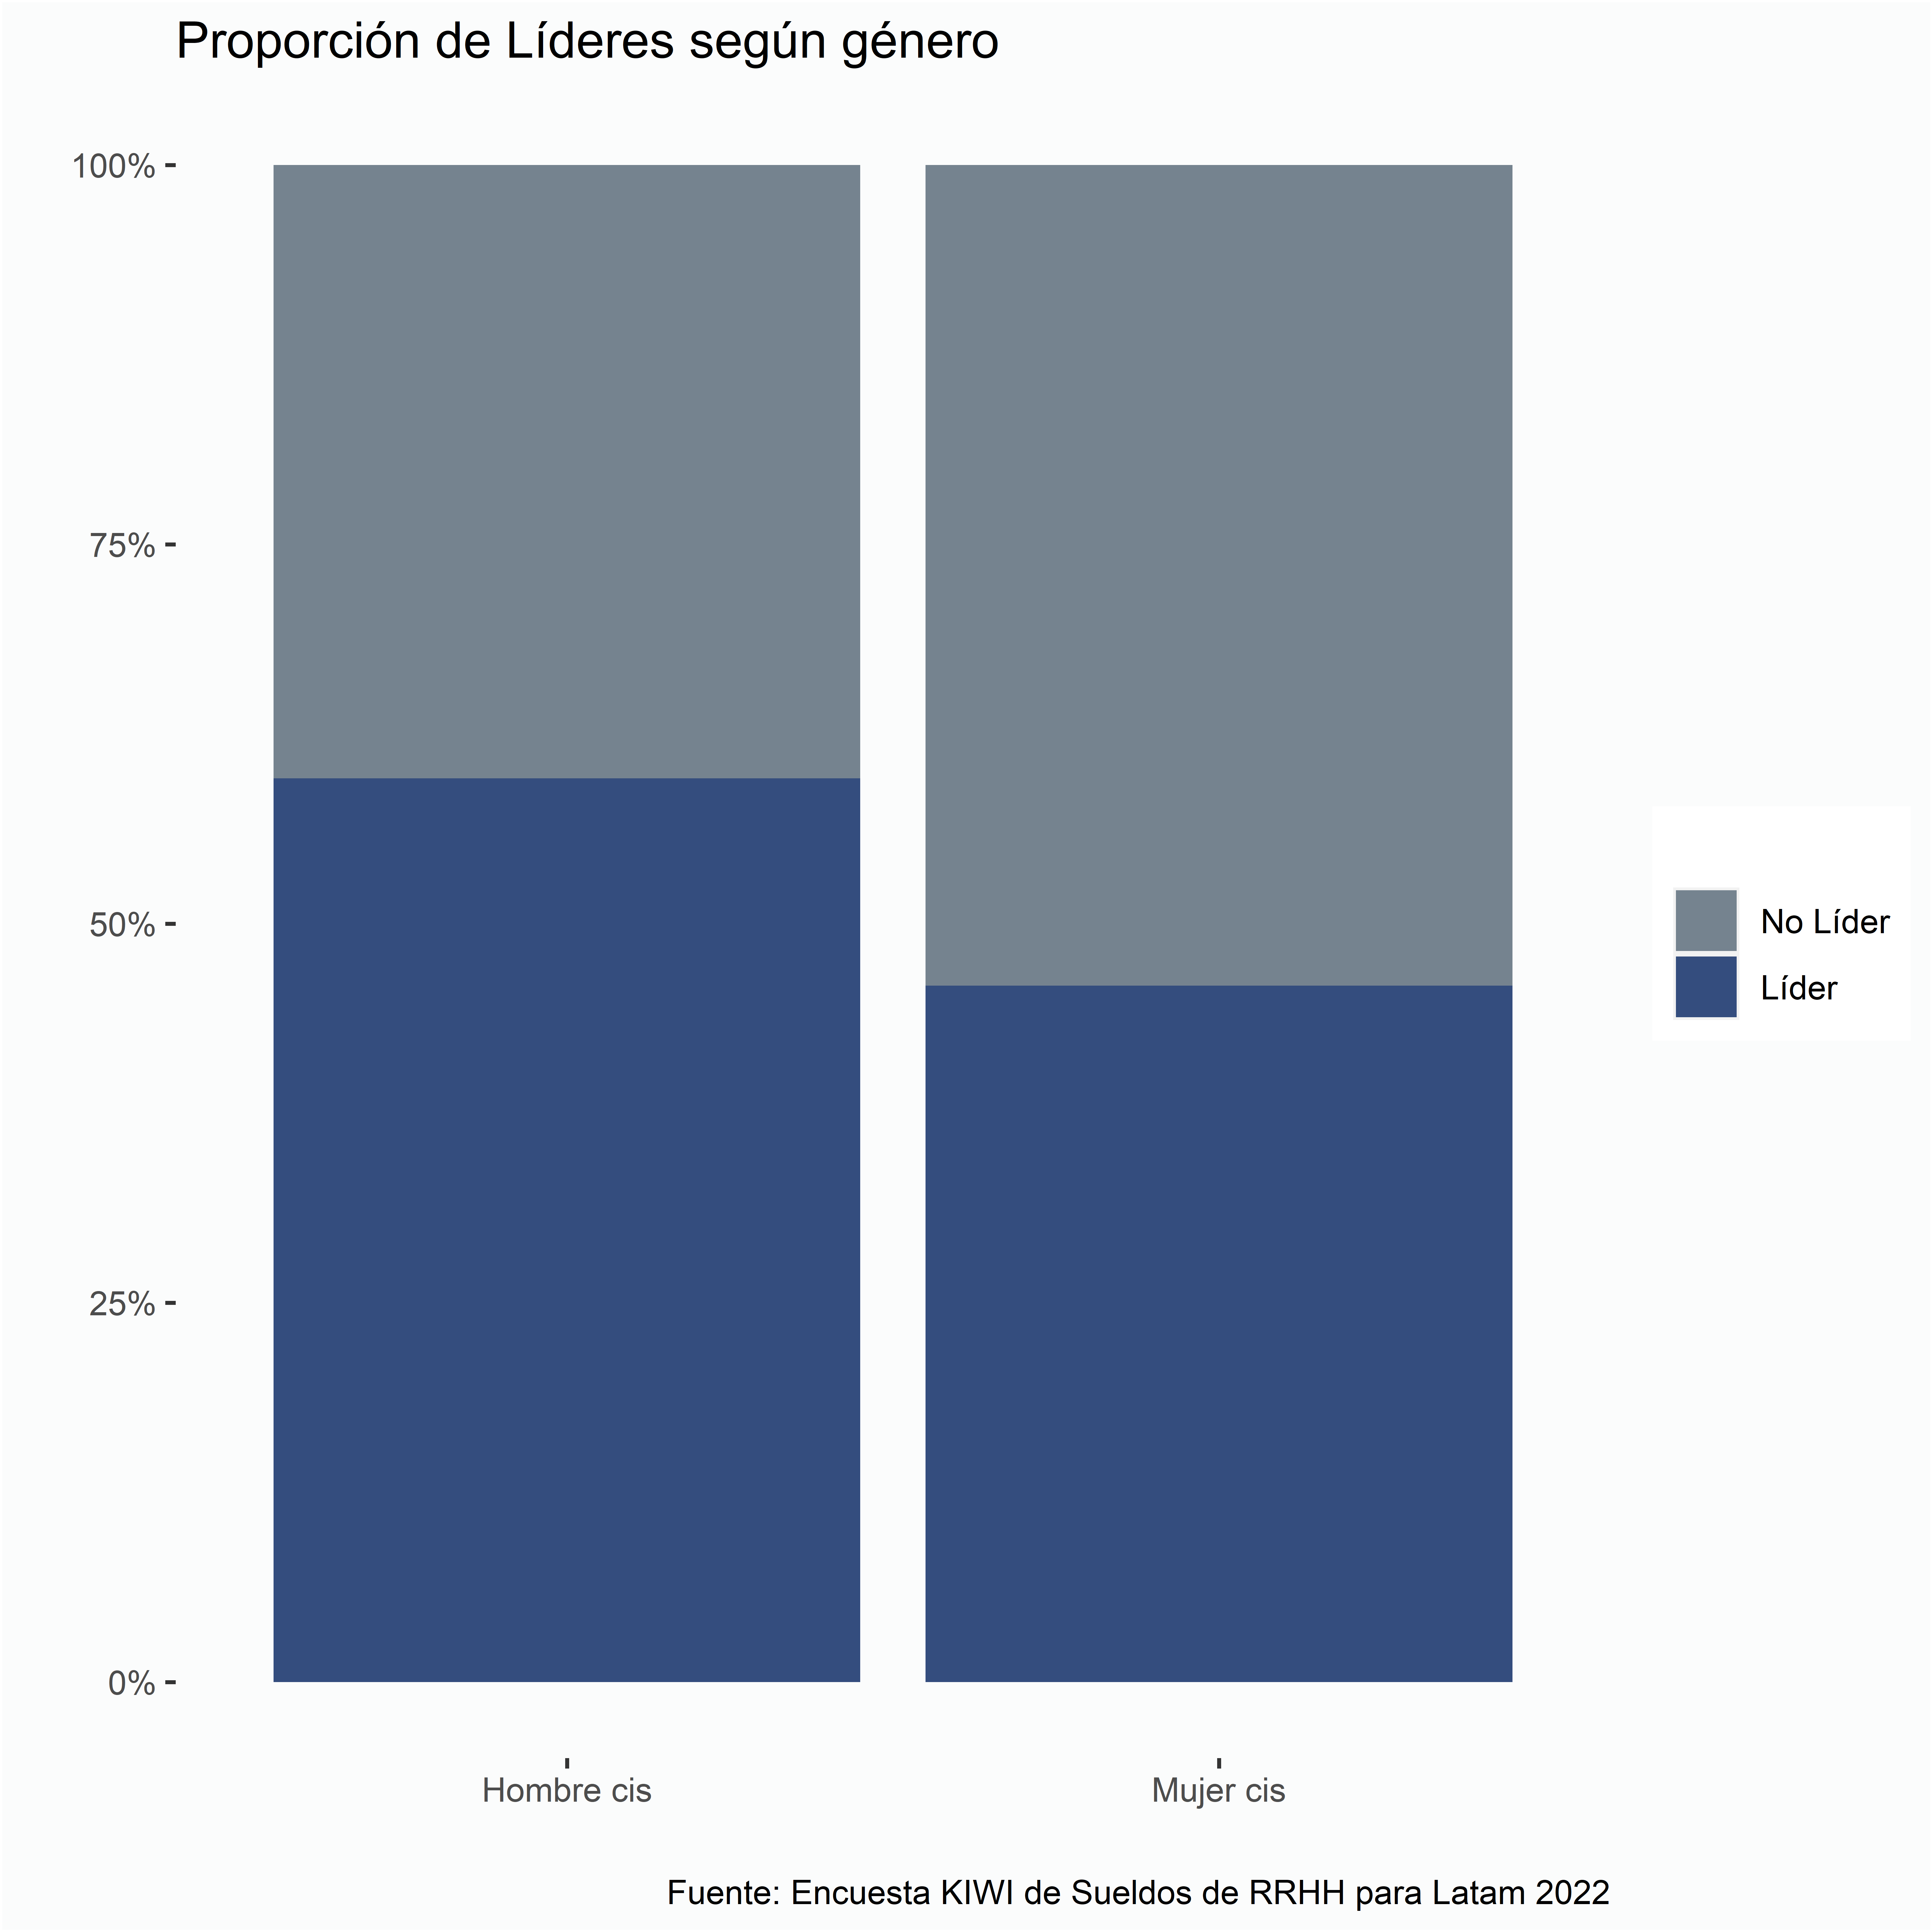 Proporción de Líderes según género
100%
75%
50%
25%
0%
Hombre cis
Mujer cis
No Líder
Líder
Fuente: Encuesta KIWI de Sueldos de RRHH para Latam 2022